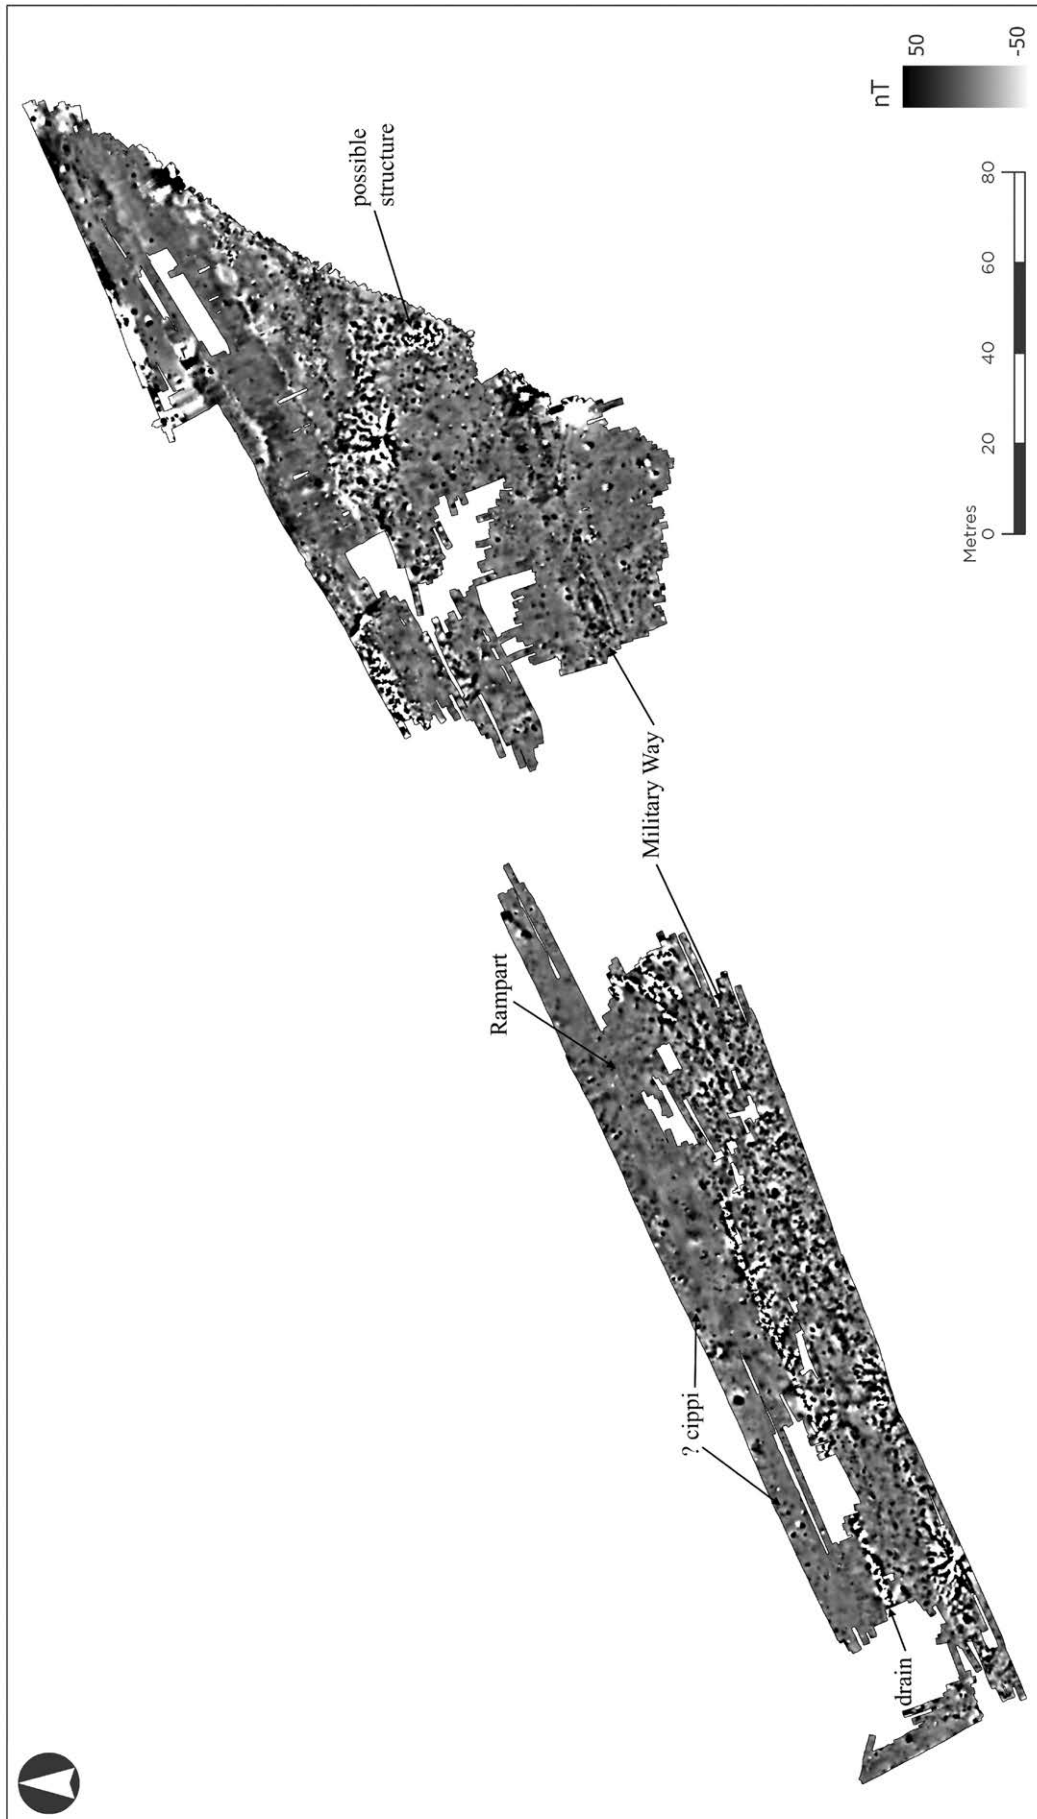 possible
structure
Military Way
Rampart
? cippi
drain
nT
50
-50
Metres
0
20
40
60
80